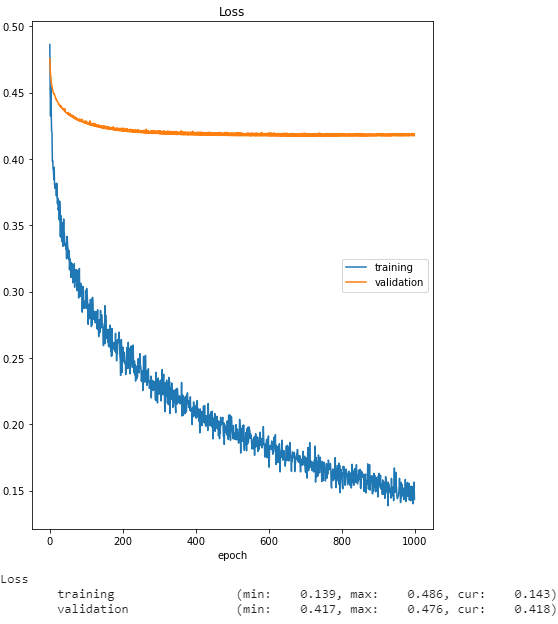 Loss
0.50
0.45
0.40
0.35
0.30
0.25
0.20
0.15
training
validation
0 200 400 600 800 1000
epoch
Loss
training (min: 0.139, max: 0.486, cur: 0.143)
validation (min: 0.417, max: 0.476, cur: 0.418)